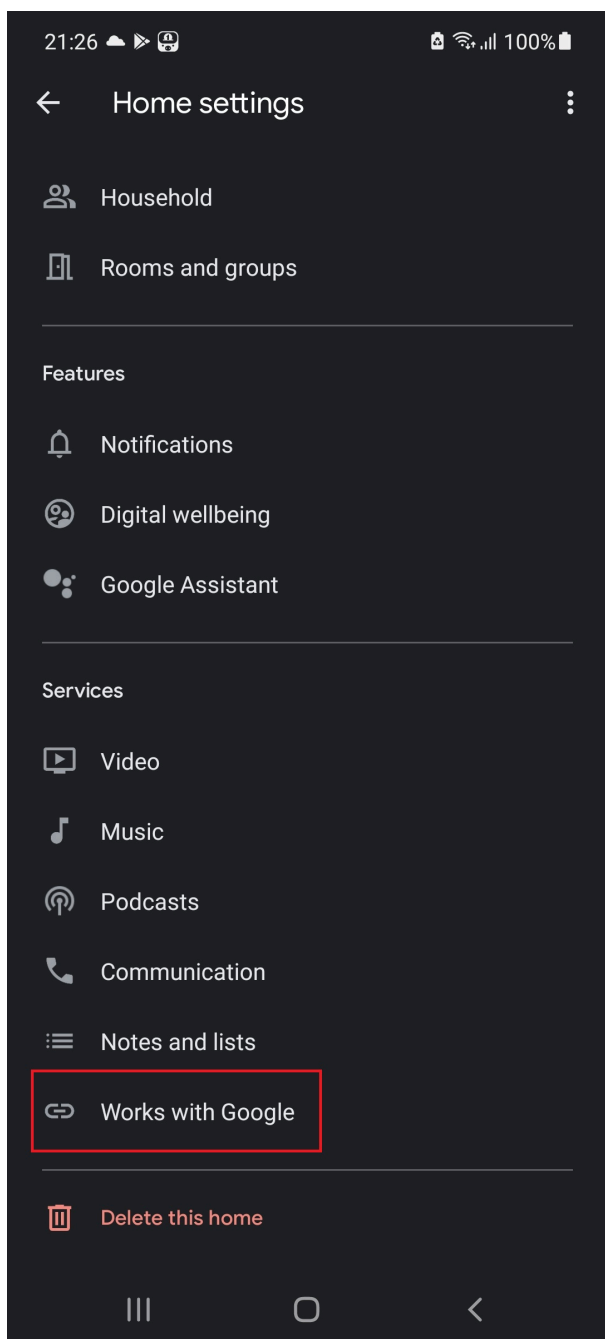 21:26 100%
Home settings
Household
Rooms and groups
Features
Notifications
Digital wellbeing
Google Assistant
Services
Video
Music
Podcasts
Communication
Notes and lists
Works with Google
Delete this home